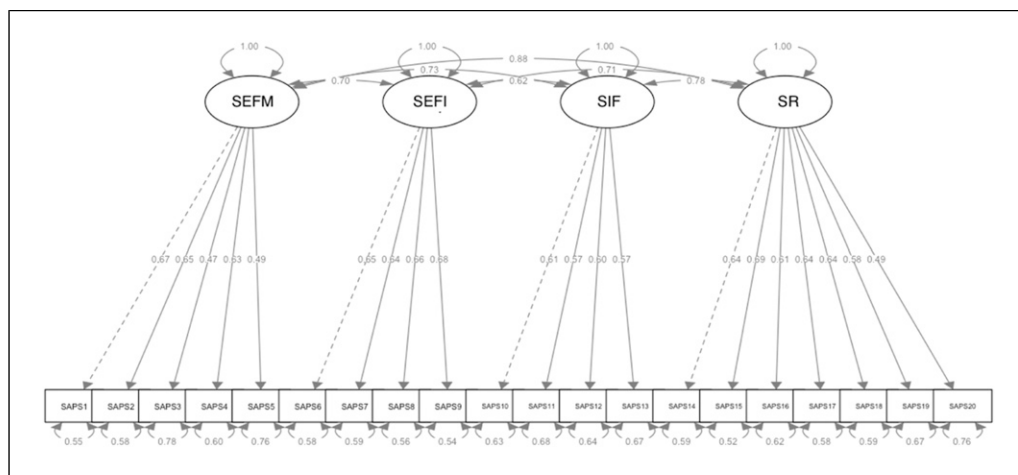 1.00 1.00 1.00 1.00
0.88
0.73 0.71
0.70 0.62 0.78
SEFM SEFI SIF SR
0.67 0.65 0.47 0.63 0.49 0.65 0.64 0.66 0.68 0.61 0.57 0.60 0.57 0.64 0.69 0.61 0.64 0.64 0.58 0.49
SAPS1 SAPS2 SAPS3 SAPS4 SAPS5 SAPS6 SAPS7 SAPS8 SAPS9 SAPS10 SAPS11 SAPS12 SAPS13 SAPS14 SAPS15 SAPS16 SAPS17 SAPS18 SAPS19 SAPS20
0.55 0.58 0.78 0.60 0.76 0.58 0.59 0.56 0.54 0.63 0.68 0.64 0.67 0.59 0.52 0.62 0.58 0.59 0.67 0.76